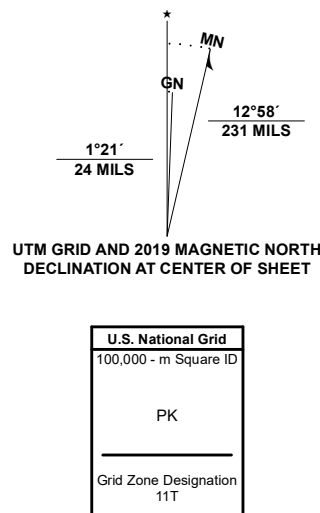 ★
MN
GN
12°58´
231 MILS
1°21´
24 MILS
UTM GRID AND 2019 MAGNETIC NORTH
DECLINATION AT CENTER OF SHEET
U.S. National Grid
100,000 - m Square ID
PK
Grid Zone Designation
11T